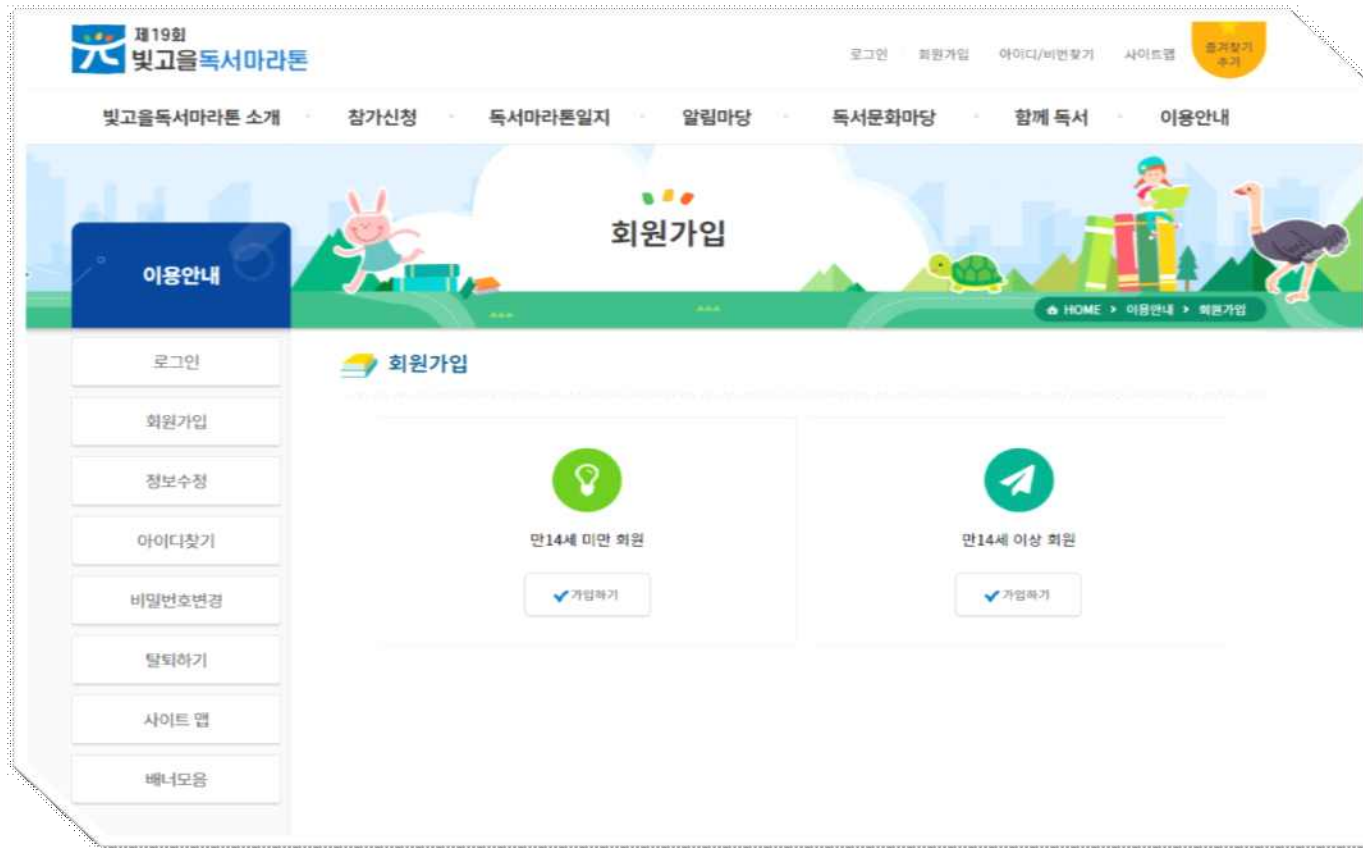 제19회
빛고을독서마라톤
로그인 회원가입 아이디/비번찾기 사이트맵 즐겨찾기
추가
빛고을독서마라톤 소개 참가신청 독서마라톤일지 알림마당 독서문화마당 함께 독서 이용안내
회원가입
이용안내
HOME > 이용안내 > 회원가입
로그인
회원가입
정보수정
아이디찾기
비밀번호변경
탈퇴하기
사이트 맵
배너모음
회원가입
만14세 미만 회원
가입하기
만14세 이상 회원
가입하기